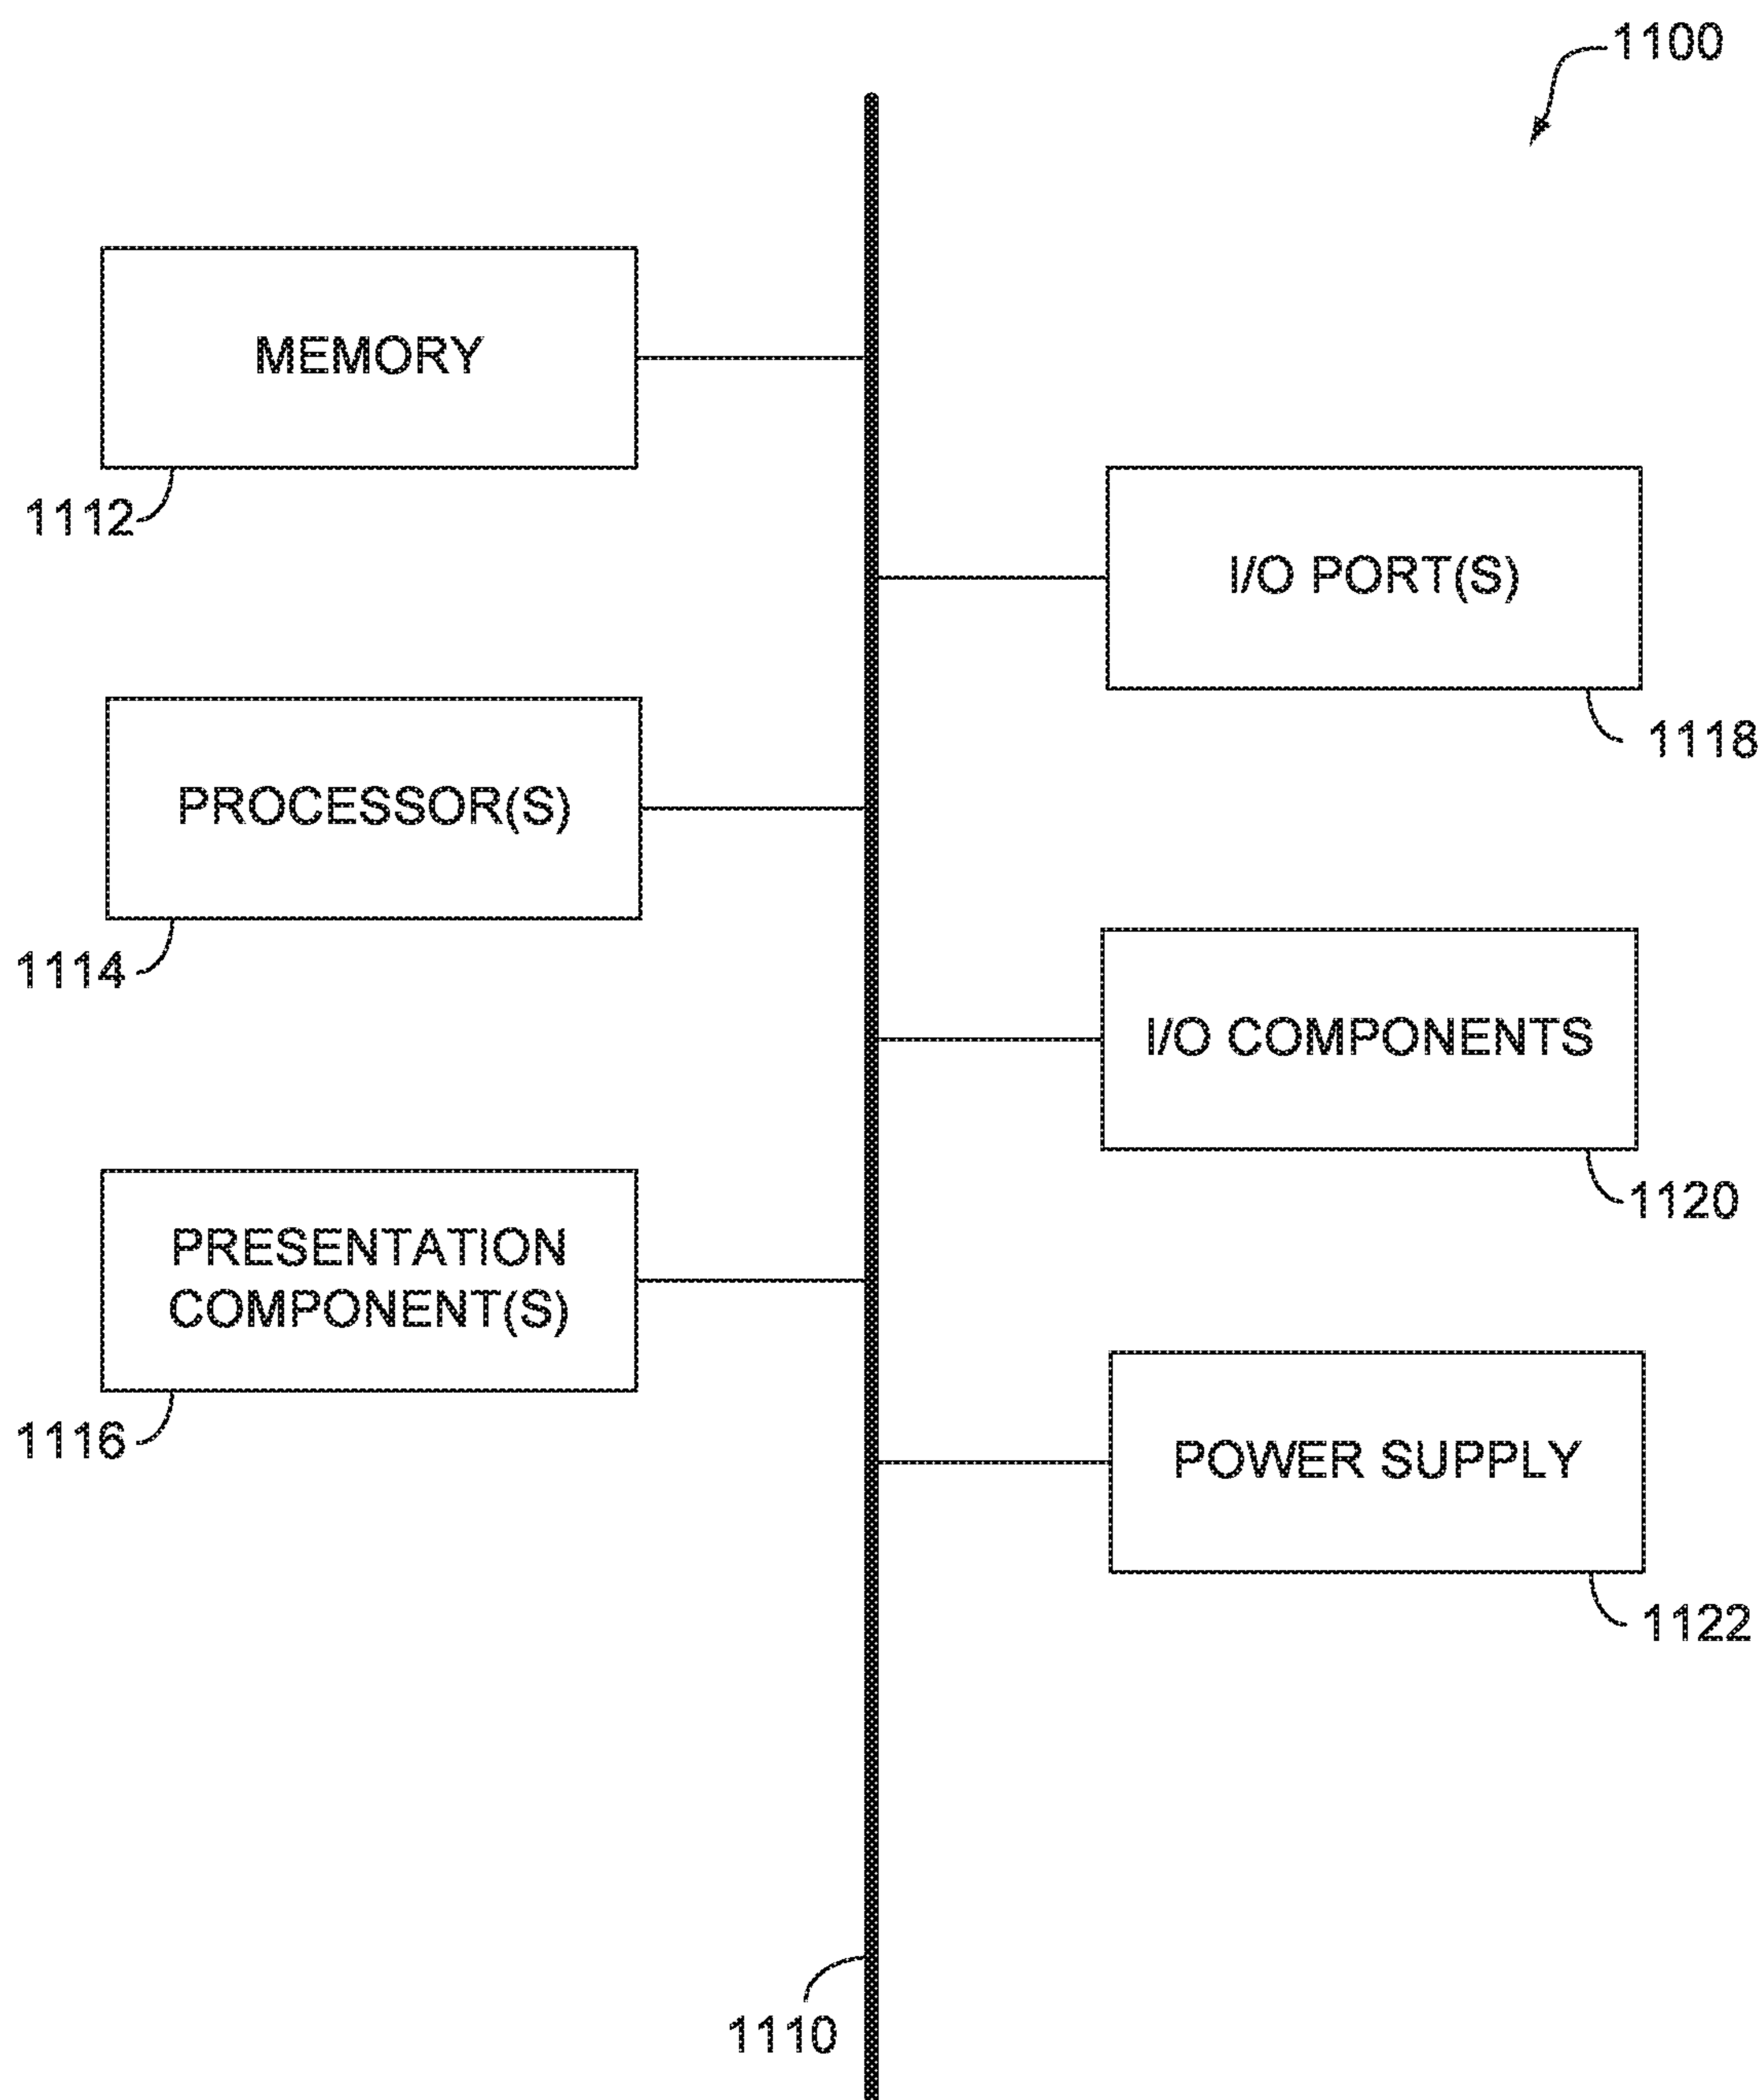 1100
MEMORY
1112
I/O PORT(S)
1118
PROCESSOR(S)
1114
I/O COMPONENTS
1120
PRESENTATION
COMPONENT(S)
1116
POWER SUPPLY
1122
1110